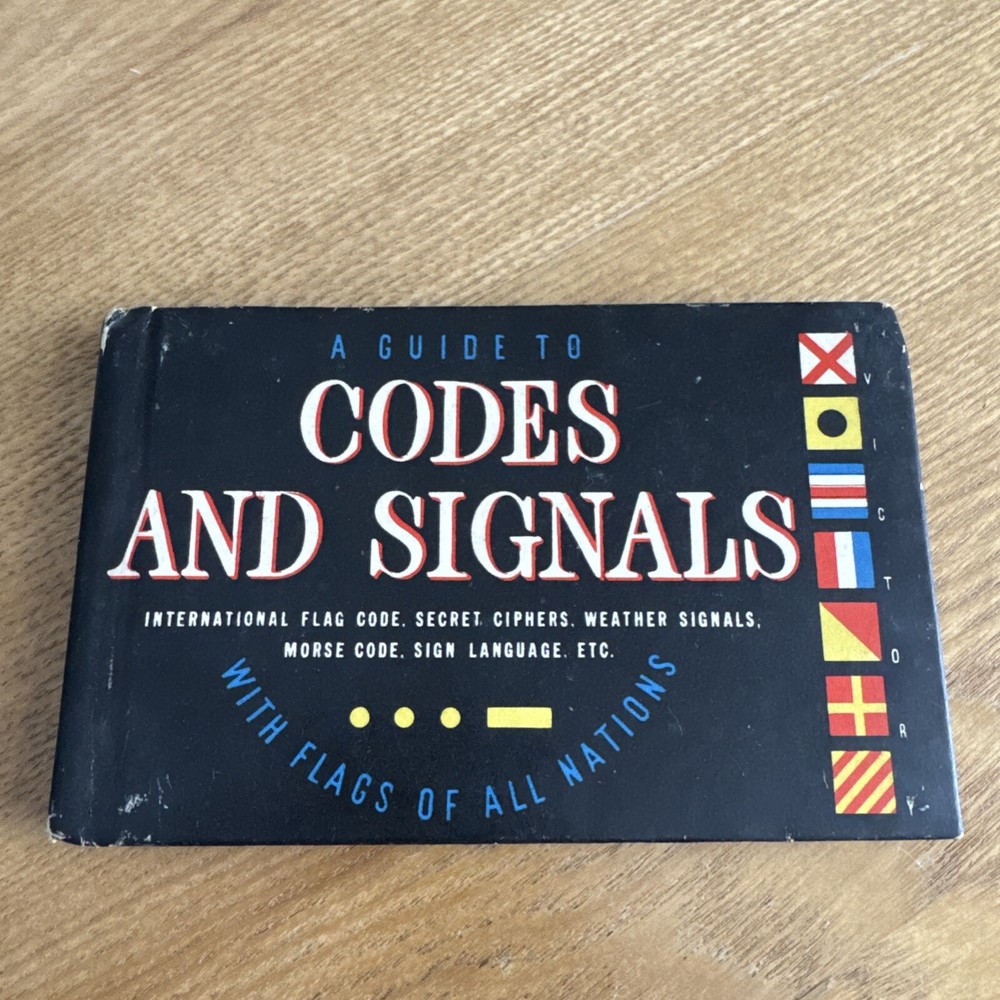 A GUIDE TO
CODES
AND SIGNALS
INTERNATIONAL FLAG CODE, SECRET CIPHERS, WEATHER SIGNALS,
MORSE CODE, SIGN LANGUAGE, ETC.
WITH FLAGS OF ALL NATIONS
V
I
C
T
O
R
Y